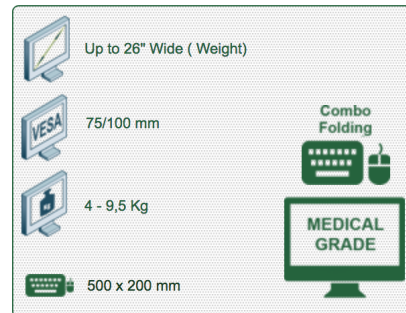 Up to 26" Wide ( Weight)
VESA
75/100 mm
KG
4 - 9,5 Kg
500 x 200 mm
Combo
Folding
MEDICAL
GRADE